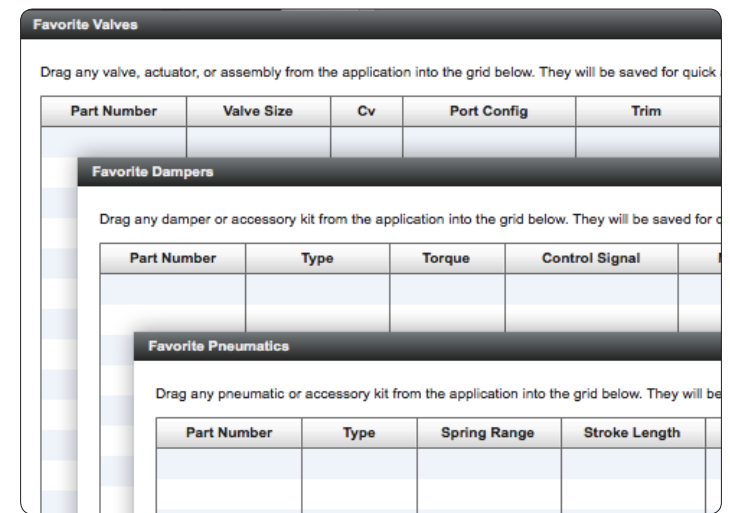 Favorite Valves
Drag any valve, actuator, or assembly from the application into the grid below. They will be saved for quick
Part Number Valve Size Cv Port Config Trim
Favorite Dampers
Drag any damper or accessory kit from the application into the grid below. They will be saved for
Part Number Type Torque Control Signal
Favorite Pneumatics
Drag any pneumatic or accessory kit from the application into the grid below. They will be
Part Number Type Spring Range Stroke Length